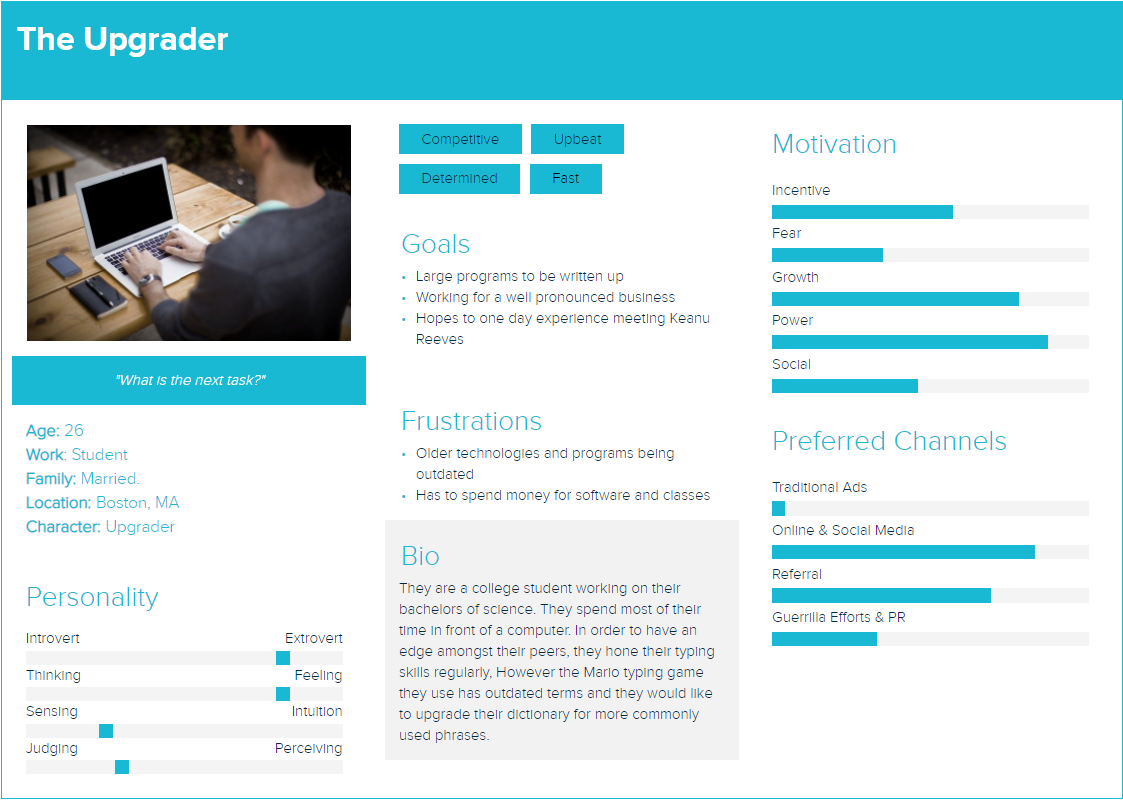 The Upgrader
"What is the next task?"
Age: 26
Work: Student
Family: Married.
Location: Boston, MA
Character: Upgrader
Personality
Introvert Extrovert
Thinking Feeling
Sensing Intuition
Judging Perceiving
Competitive Upbeat
Determined Fast
Goals
• Large programs to be written up
• Working for a well pronounced business
• Hopes to one day experience meeting Keanu
Reeves
Frustrations
• Older technologies and programs being
outdated
• Has to spend money for software and classes
Bio
They are a college student working on their
bachelors of science. They spend most of their
time in front of a computer. In order to have an
edge amongst their peers, they hone their typing
skills regularly, However the Mario typing game
they use has outdated terms and they would like
to upgrade their dictionary for more commonly
used phrases.
Motivation
Incentive
Fear
Growth
Power
Social
Preferred Channels
Traditional Ads
Online & Social Media
Referral
Guerrilla Efforts & PR